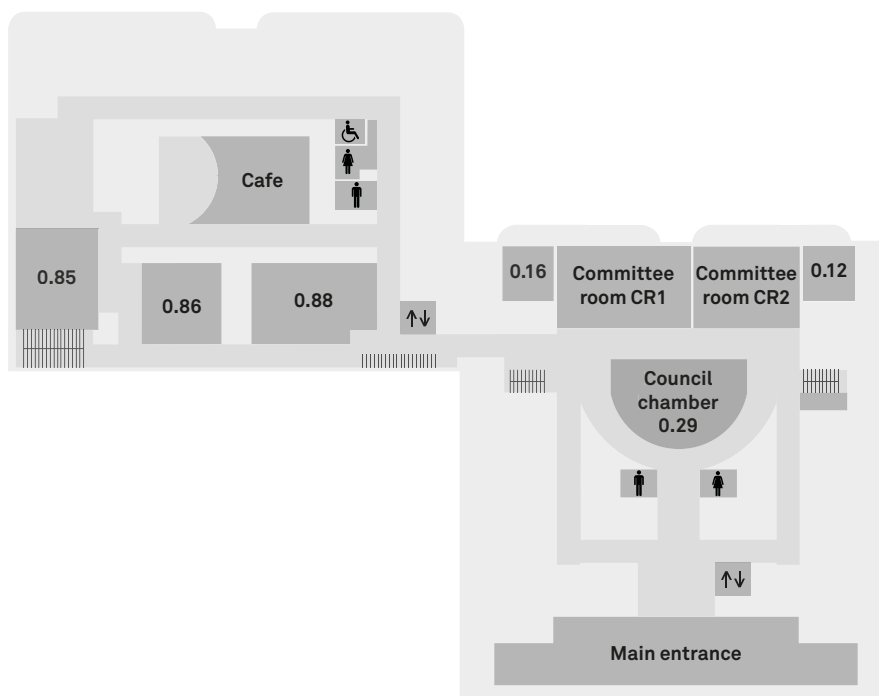 Cafe
0.85
0.86
0.88
0.16
Committee
room CR1
Committee
room CR2
0.12
Council
chamber
0.29
Main entrance